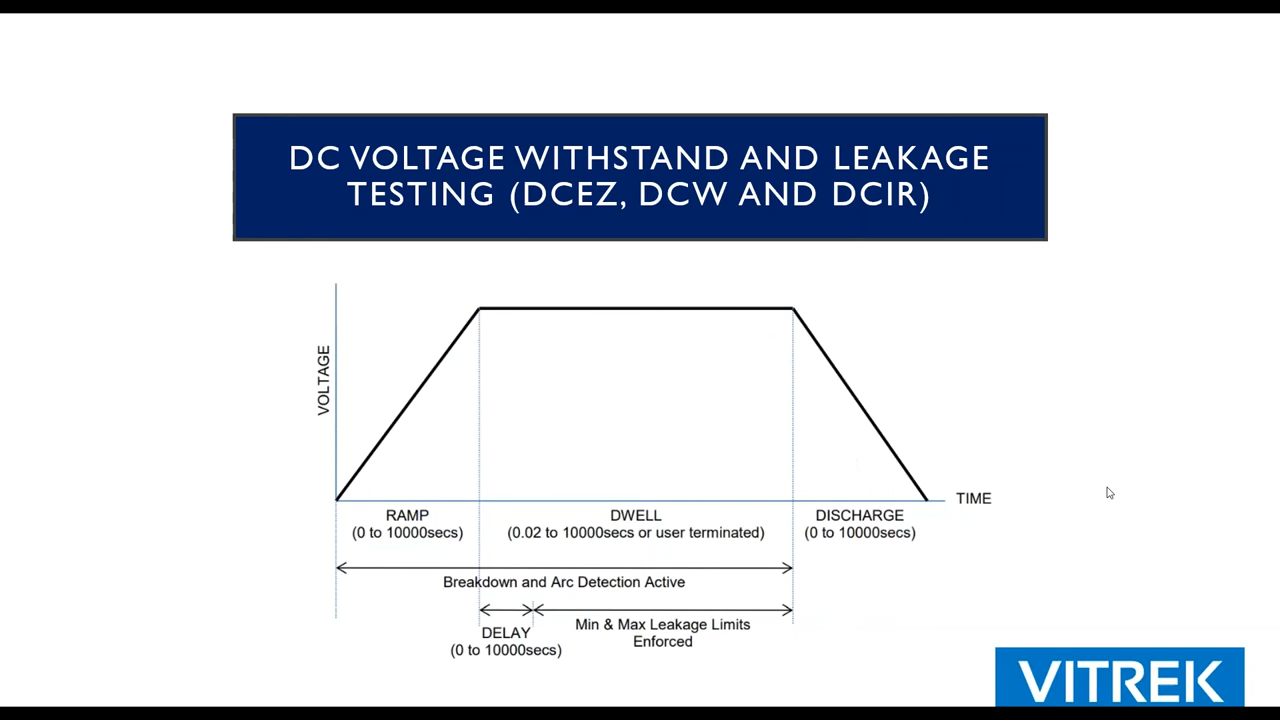 DC VOLTAGE WITHSTAND AND LEAKAGE
TESTING (DCEZ, DCW AND DCIR)
VOLTAGE
TIME
RAMP
(0 to 10000secs)
DWELL
(0.02 to 10000secs or user terminated)
DISCHARGE
(0 to 10000secs)
Breakdown and Arc Detection Active
DELAY
(0 to 10000secs)
Min & Max Leakage Limits
Enforced
VITREK